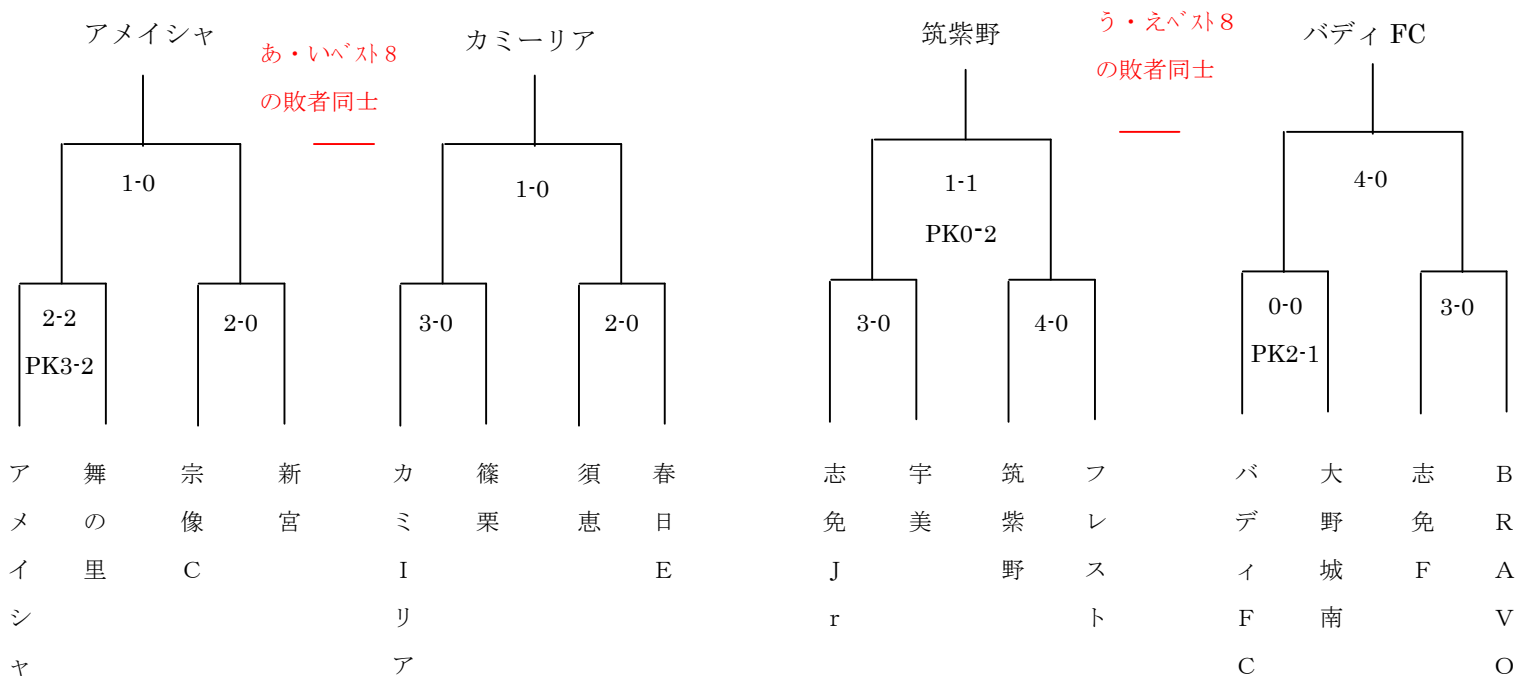 アメイシャ
あ・いベスト8
の敗者同士
カミーリア
筑紫野
う・えベスト8
の敗者同士
バディ FC
1-0
1-0
1-1
PK0-2
4-0
2-2
PK3-2
2-0
3-0
2-0
3-0
4-0
0-0
PK2-1
3-0
アメイシャ
舞の里
宗像C
新宮
カミIリア
篠栗
須恵
春日E
志免Jr
宇美
筑紫野
フレスト
バディFC
大野城南
志免F
BRAVO